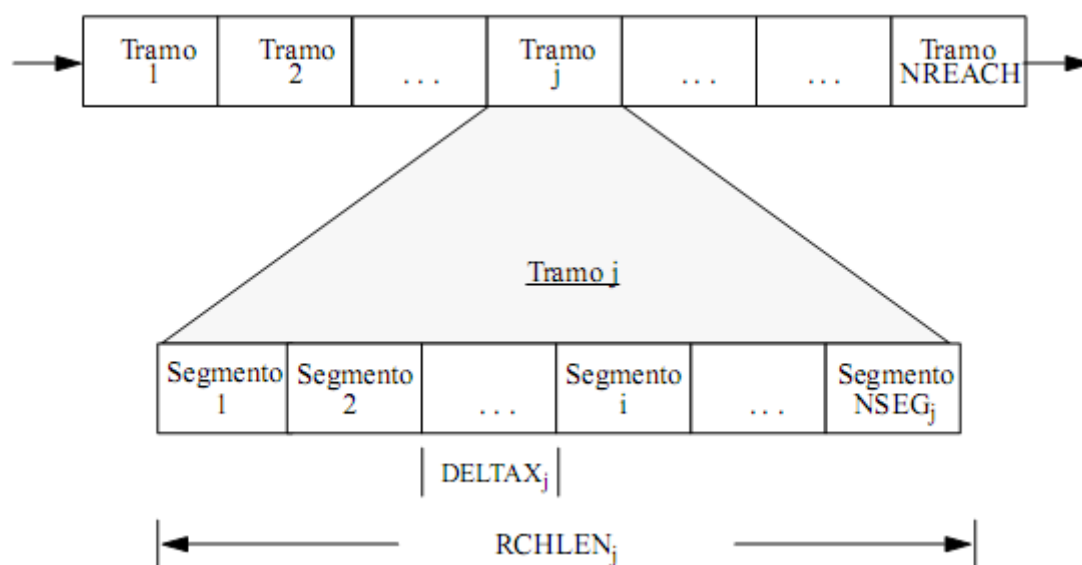 Tramo 1
Tramo 2
. . .
Tramo j
. . .
. . .
Tramo NREACH
Tramo j
Segmento 1
Segmento 2
. . .
Segmento i
. . .
Segmento NSEGj
DELTAXj
RCHLENj